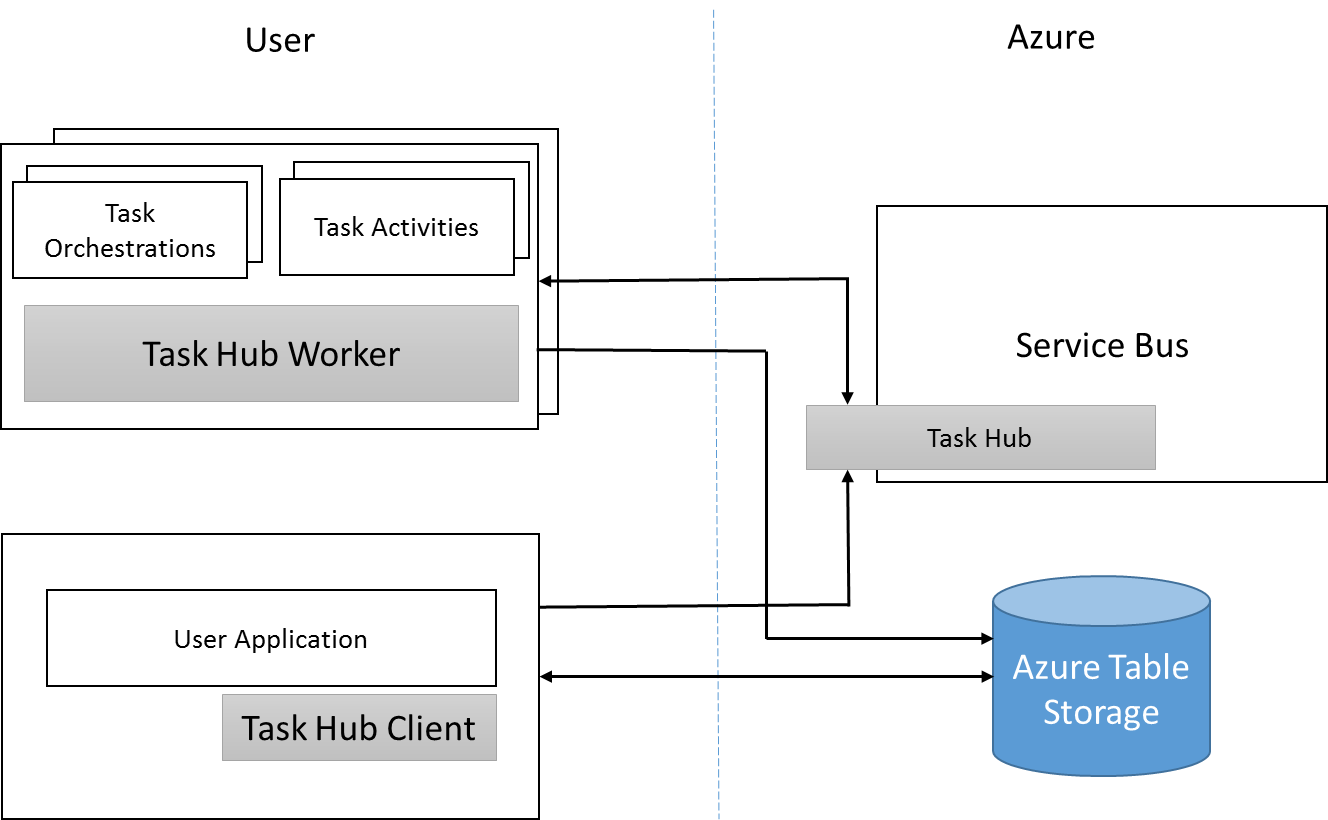 User
Azure
Task
Orchestrations
Task Activities
Task Hub Worker
Service Bus
Task Hub
User Application
Task Hub Client
Azure Table
Storage